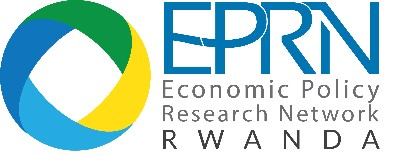 EPRN
Economic Policy
Research Network
RWANDA